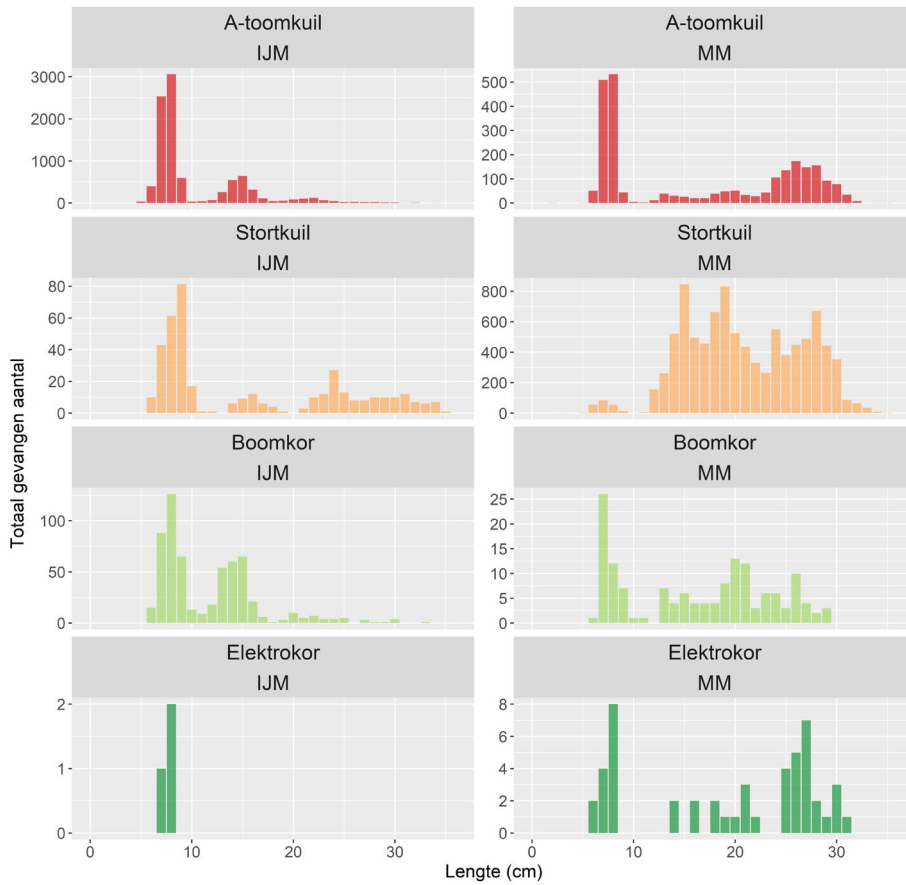 A-toomkuil
IJM
3000
2000
1000
0
A-toomkuil
MM
500
400
300
200
100
0
Stortkuil
IJM
80
60
40
20
0
Stortkuil
MM
800
600
400
200
0
Boomkor
IJM
100
50
0
Boomkor
MM
25
20
15
10
5
0
Elektrokor
IJM
2
1
0
Elektrokor
MM
8
6
4
2
0
0 10 20 30
0 10 20 30
Lengte (cm)
Totaal gevangen aantal